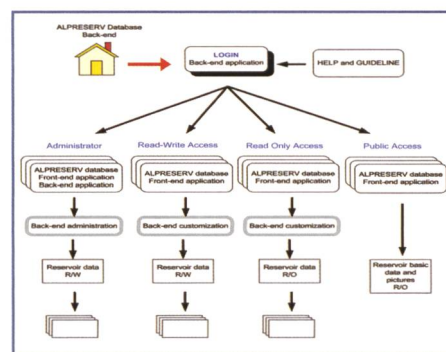 ALPRESERV Database
Back-end
LOGIN
Back-end application
HELP and GUIDELINE
Administrator
Read-Write Access
Read Only Access
Public Access
ALPRESERV database
Front-end application
Back-end application
ALPRESERV database
Front-end application
ALPRESERV database
Front-end application
ALPRESERV database
Front-end application
Back-end administration
Back-end customization
Back-end customization
Reservoir data
R/W
Reservoir data
R/W
Reservoir data
R/O
Reservoir basic
data and
pictures
R/O